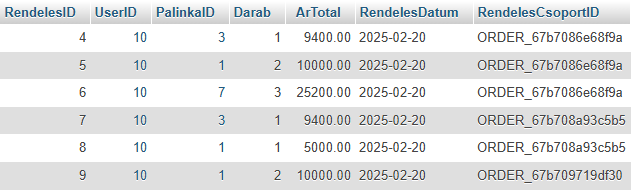 RendelesID UserID PalinkaID Darab ArTotal RendelesDatum RendelesCsoportID
4 10 3 1 9400.00 2025-02-20 ORDER_67b7086e68f9a
5 10 1 2 10000.00 2025-02-20 ORDER_67b7086e68f9a
6 10 7 3 25200.00 2025-02-20 ORDER_67b7086e68f9a
7 10 3 1 9400.00 2025-02-20 ORDER_67b708a93c5b5
8 10 1 1 5000.00 2025-02-20 ORDER_67b708a93c5b5
9 10 1 2 10000.00 2025-02-20 ORDER_67b709719df30